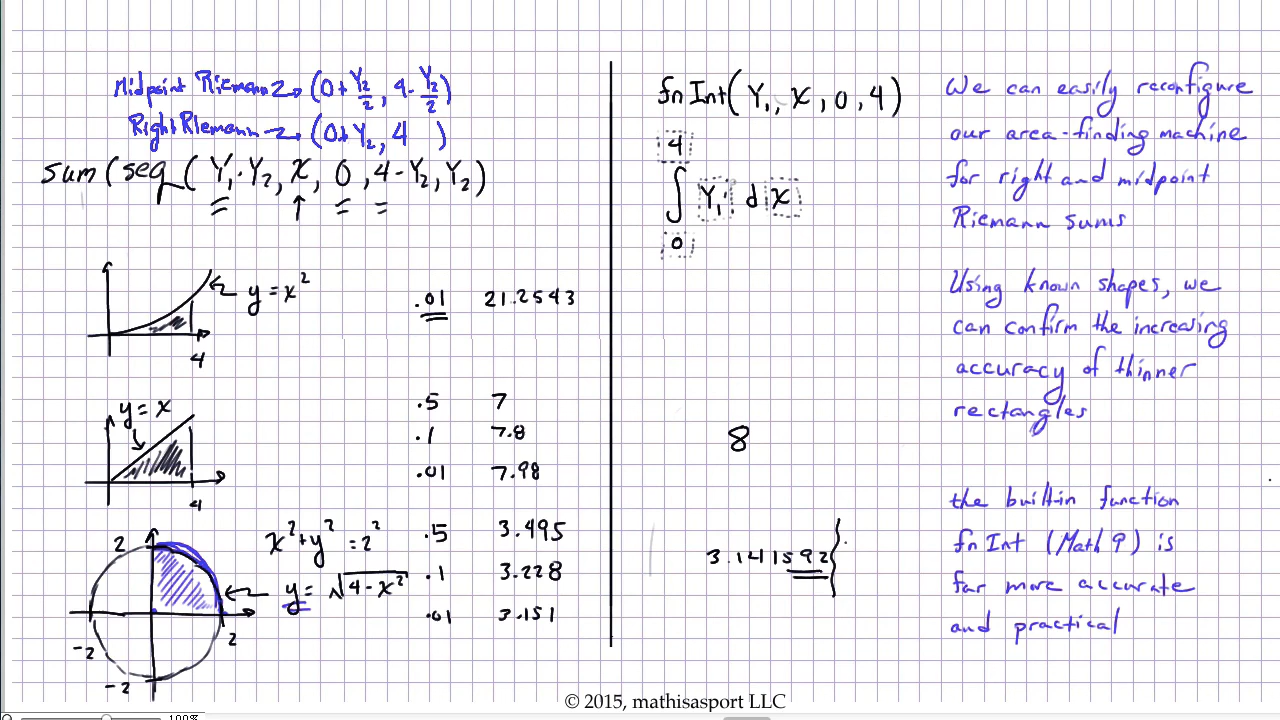 Midpoint Riemann → (0+Y₂/2, 4-Y₂/2)
Right Riemann → (0+Y₂, 4 )
sum(seq(Y₁·Y₂, X, 0, 4-Y₂, Y₂)
y = x²
.01 21.2543
4
y = x
.5 7
.1 7.8
.01 7.98
4
x²+y² = 2²
y = √(4-x²)
.5 3.495
.1 3.228
.01 3.151
2
2
-2
-2
fnInt(Y₁, X, 0, 4)
4
∫ Y₁ d X
0
8
3.141592
We can easily reconfigure
our area-finding machine
for right and midpoint
Riemann sums
Using known shapes, we
can confirm the increasing
accuracy of thinner
rectangles
the built-in function
fnInt (Math 9) is
far more accurate
and practical
© 2015, mathisasport LLC
100%